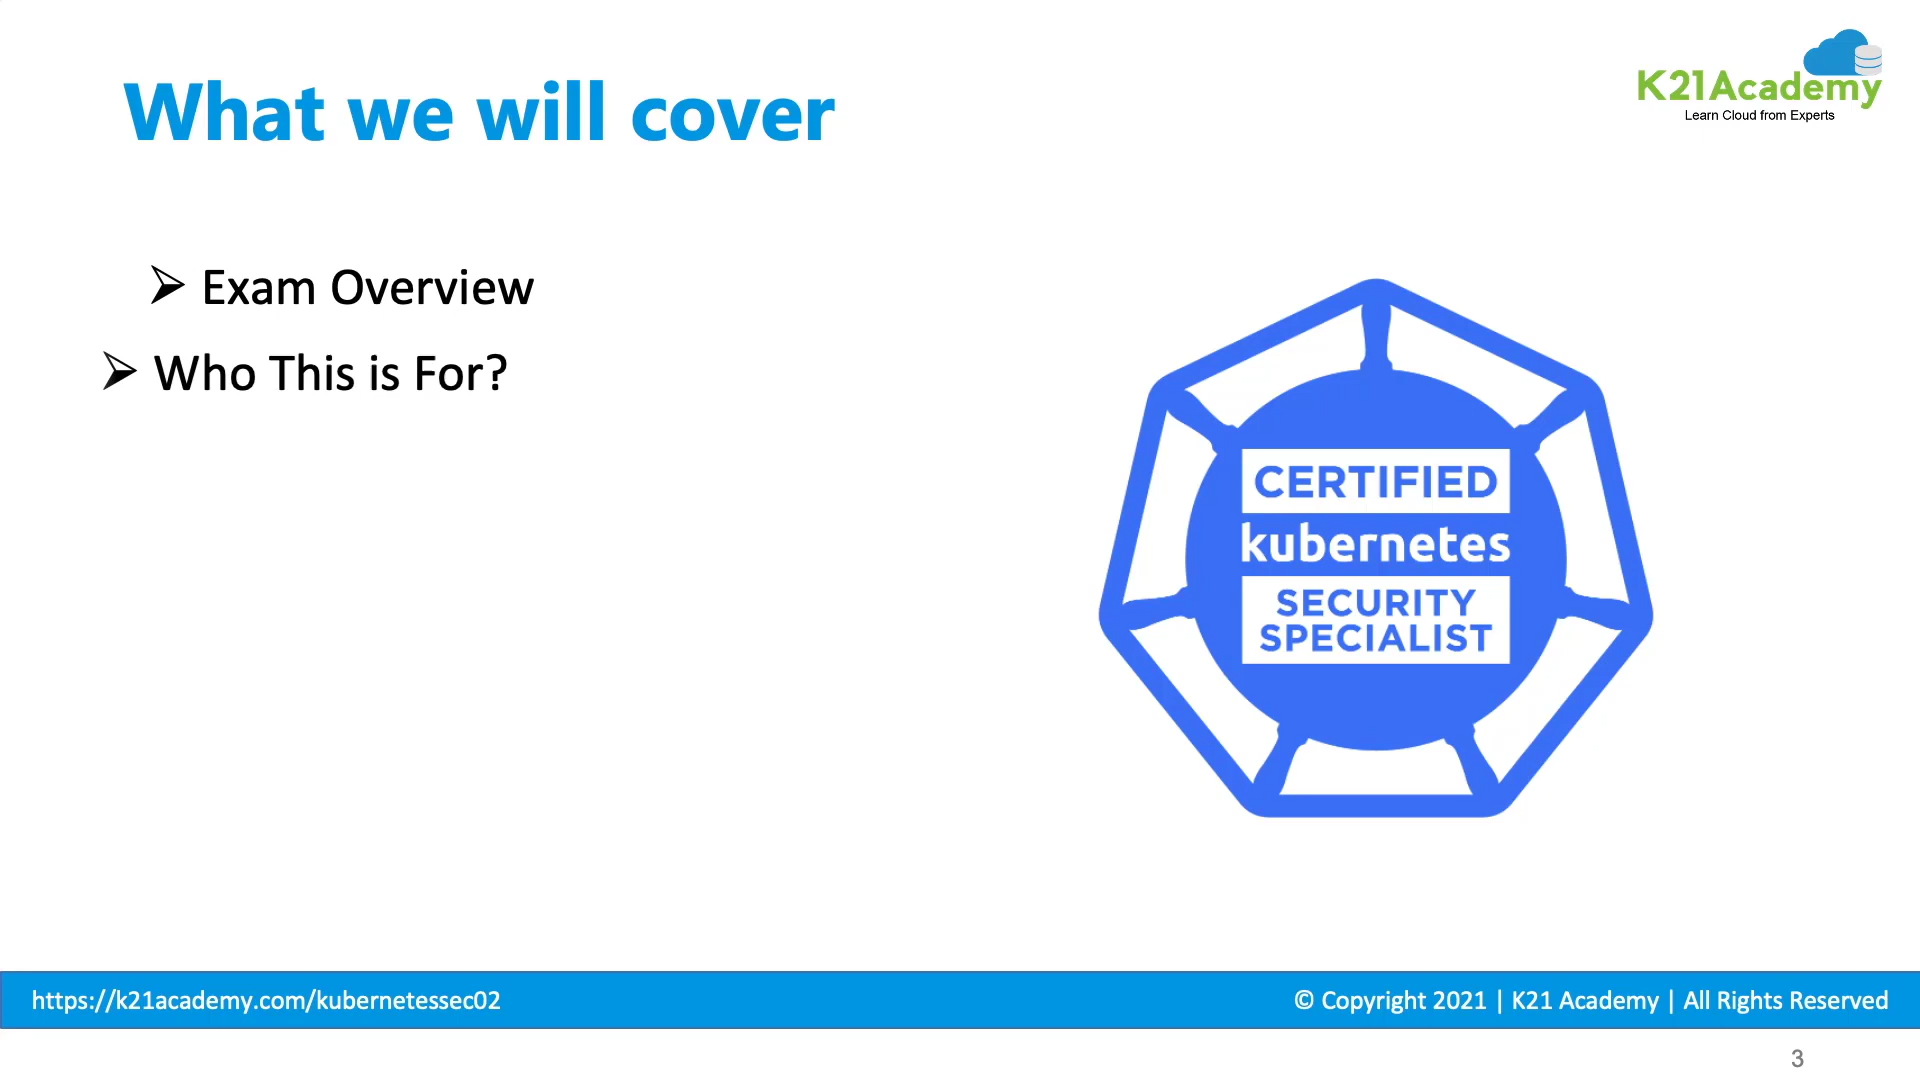 What we will cover
K21Academy
Learn Cloud from Experts
Exam Overview
Who This is For?
CERTIFIED
kubernetes
SECURITY
SPECIALIST
https://k21academy.com/kubernetessec02
© Copyright 2021 | K21 Academy | All Rights Reserved
3